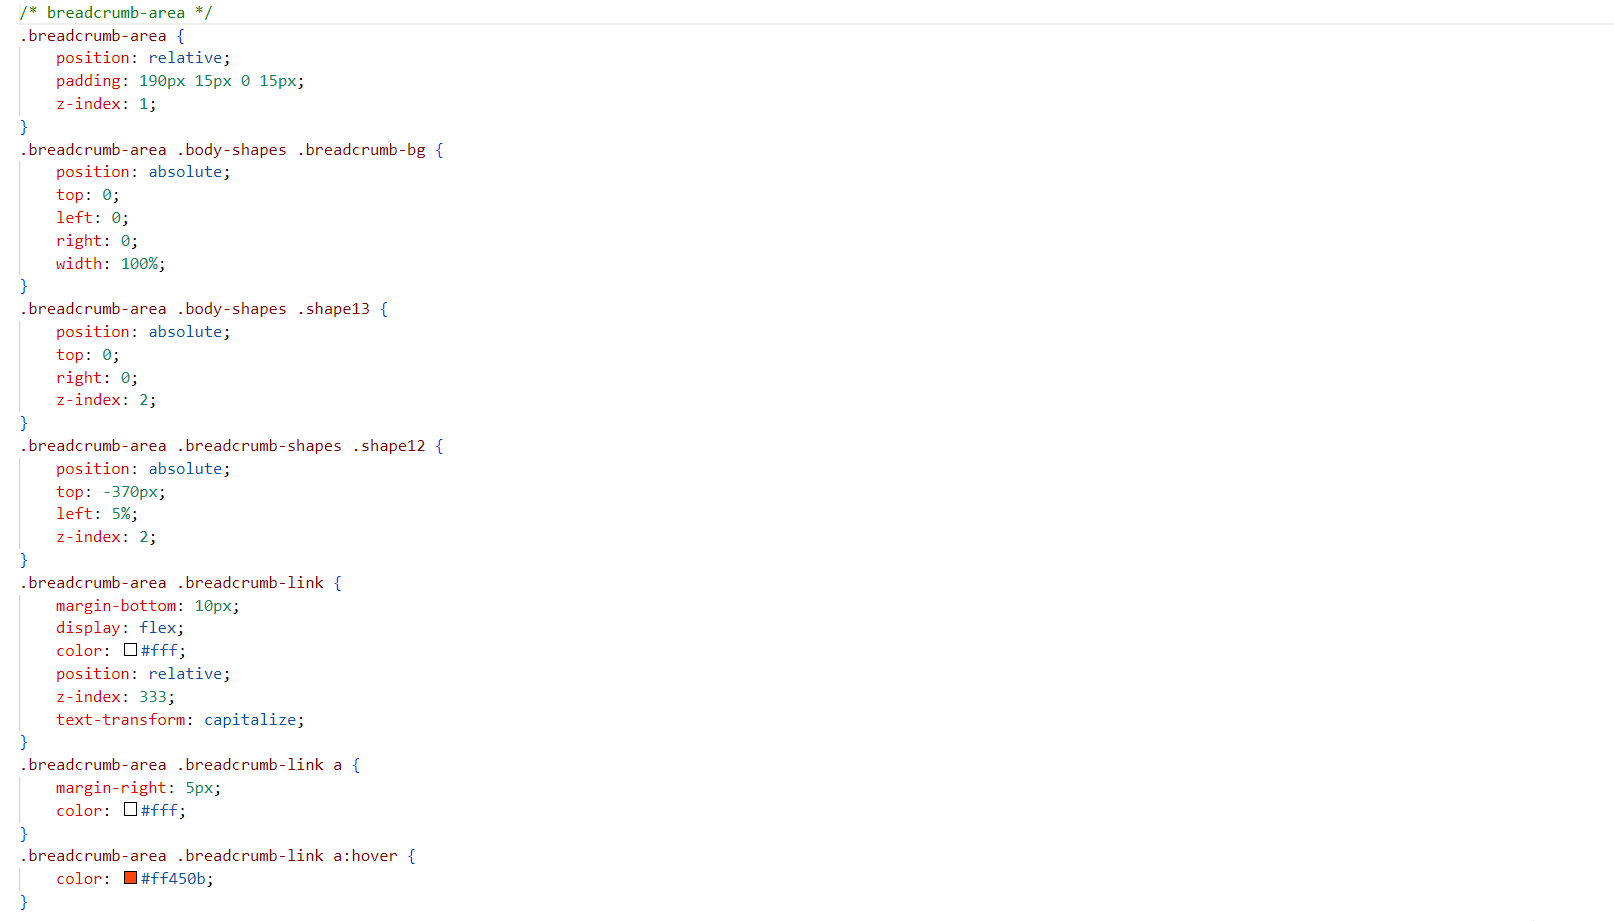 /* breadcrumb-area */
.breadcrumb-area {
    position: relative;
    padding: 190px 15px 0 15px;
    z-index: 1;
}
.breadcrumb-area .body-shapes .breadcrumb-bg {
    position: absolute;
    top: 0;
    left: 0;
    right: 0;
    width: 100%;
}
.breadcrumb-area .body-shapes .shape13 {
    position: absolute;
    top: 0;
    right: 0;
    z-index: 2;
}
.breadcrumb-area .breadcrumb-shapes .shape12 {
    position: absolute;
    top: -370px;
    left: 5%;
    z-index: 2;
}
.breadcrumb-area .breadcrumb-link {
    margin-bottom: 10px;
    display: flex;
    color: #fff;
    position: relative;
    z-index: 333;
    text-transform: capitalize;
}
.breadcrumb-area .breadcrumb-link a {
    margin-right: 5px;
    color: #fff;
}
.breadcrumb-area .breadcrumb-link a:hover {
    color: #ff450b;
}